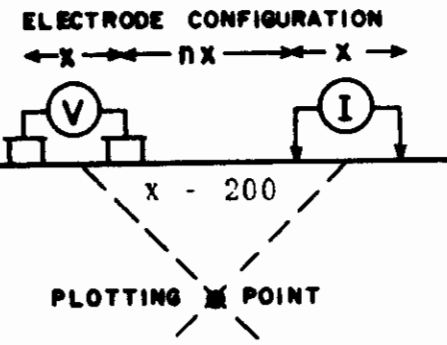 ELECTRODE CONFIGURATION
x nx x
V I
x - 200
PLOTTING POINT